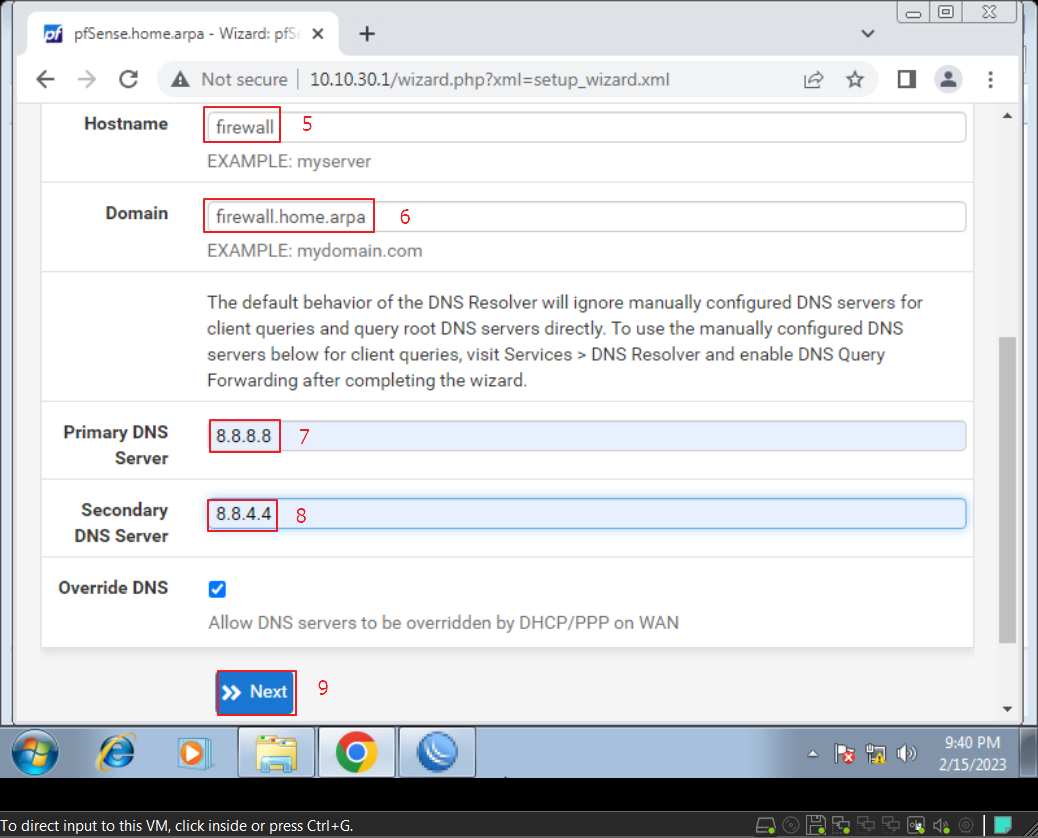 pfSense.home.arpa - Wizard: pfSe
Not secure
10.10.30.1/wizard.php?xml=setup_wizard.xml
Hostname
firewall
5
EXAMPLE: myserver
Domain
firewall.home.arpa
6
EXAMPLE: mydomain.com
The default behavior of the DNS Resolver will ignore manually configured DNS servers for
client queries and query root DNS servers directly. To use the manually configured DNS
servers below for client queries, visit Services > DNS Resolver and enable DNS Query
Forwarding after completing the wizard.
Primary DNS
Server
8.8.8.8
7
Secondary
DNS Server
8.8.4.4
8
Override DNS
Allow DNS servers to be overridden by DHCP/PPP on WAN
Next
9
9:40 PM
2/15/2023
To direct input to this VM, click inside or press Ctrl+G.